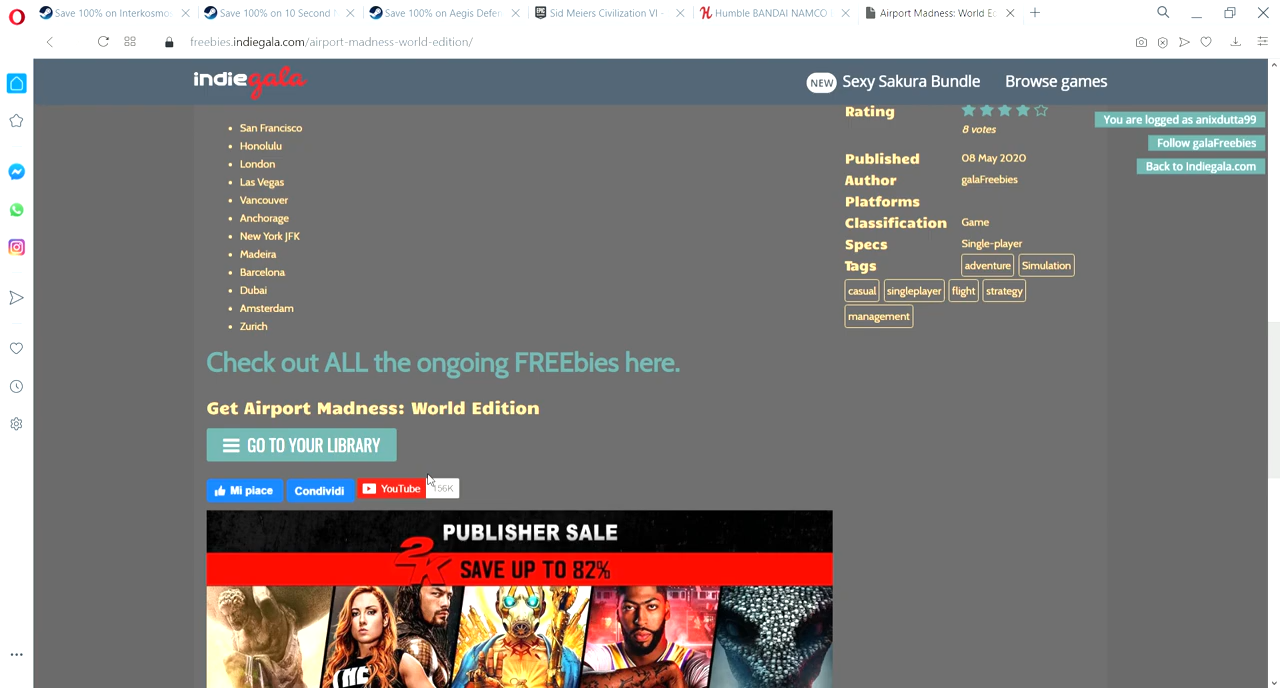 Save 100% on Interkosmo
Save 100% on 10 Second
Save 100% on Aegis Defe
Sid Meiers Civilization VI -
Humble BANDAI NAMCO
Airport Madness: World Ed
freebies.indiegala.com/airport-madness-world-edition/
indiegala
NEW Sexy Sakura Bundle
Browse games
You are logged as anixdutta99
Follow galaFreebies
Back to indiegala.com
San Francisco
Honolulu
London
Las Vegas
Vancouver
Anchorage
New York JFK
Madeira
Barcelona
Dubai
Amsterdam
Zurich
Rating
8 votes
Published 08 May 2020
Author galaFreebies
Platforms
Classification Game
Specs Single-player
Tags adventure Simulation
casual singleplayer flight strategy
management
Check out ALL the ongoing FREEbies here.
Get Airport Madness: World Edition
GO TO YOUR LIBRARY
Mi piace Condividi YouTube 156K
PUBLISHER SALE
2K SAVE UP TO 82%